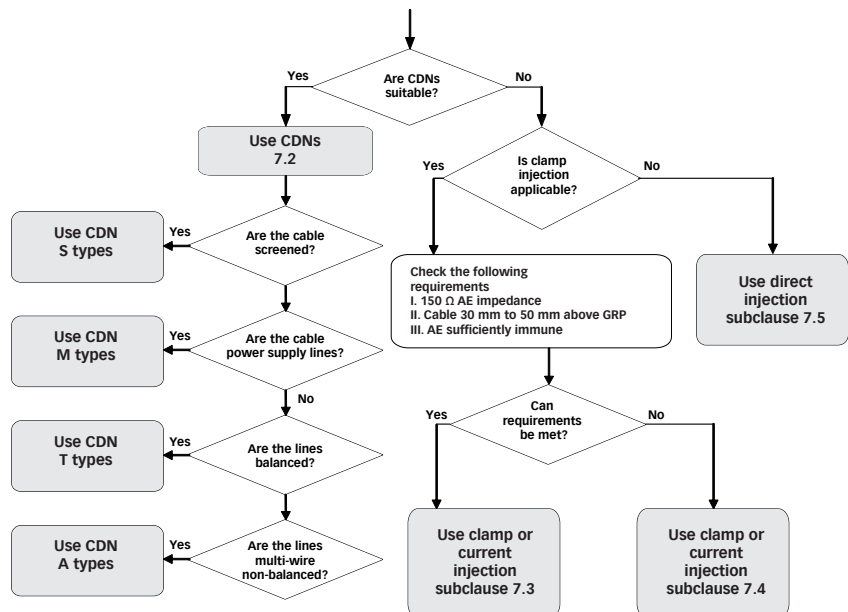 Are CDNs
suitable?
Yes
No
Use CDNs
7.2
Is clamp
injection
applicable?
Yes
No
Use CDN
S types
Yes
Are the cable
screened?
Check the following
requirements
I. 150 Ω AE impedance
II. Cable 30 mm to 50 mm above GRP
III. AE sufficiently immune
Use direct
injection
subclause 7.5
Use CDN
M types
Yes
Are the cable
power supply lines?
No
Can
requirements
be met?
Yes
No
Use CDN
T types
Yes
Are the lines
balanced?
Use CDN
A types
Yes
Are the lines
multi-wire
non-balanced?
Use clamp or
current
injection
subclause 7.3
Use clamp or
current
injection
subclause 7.4